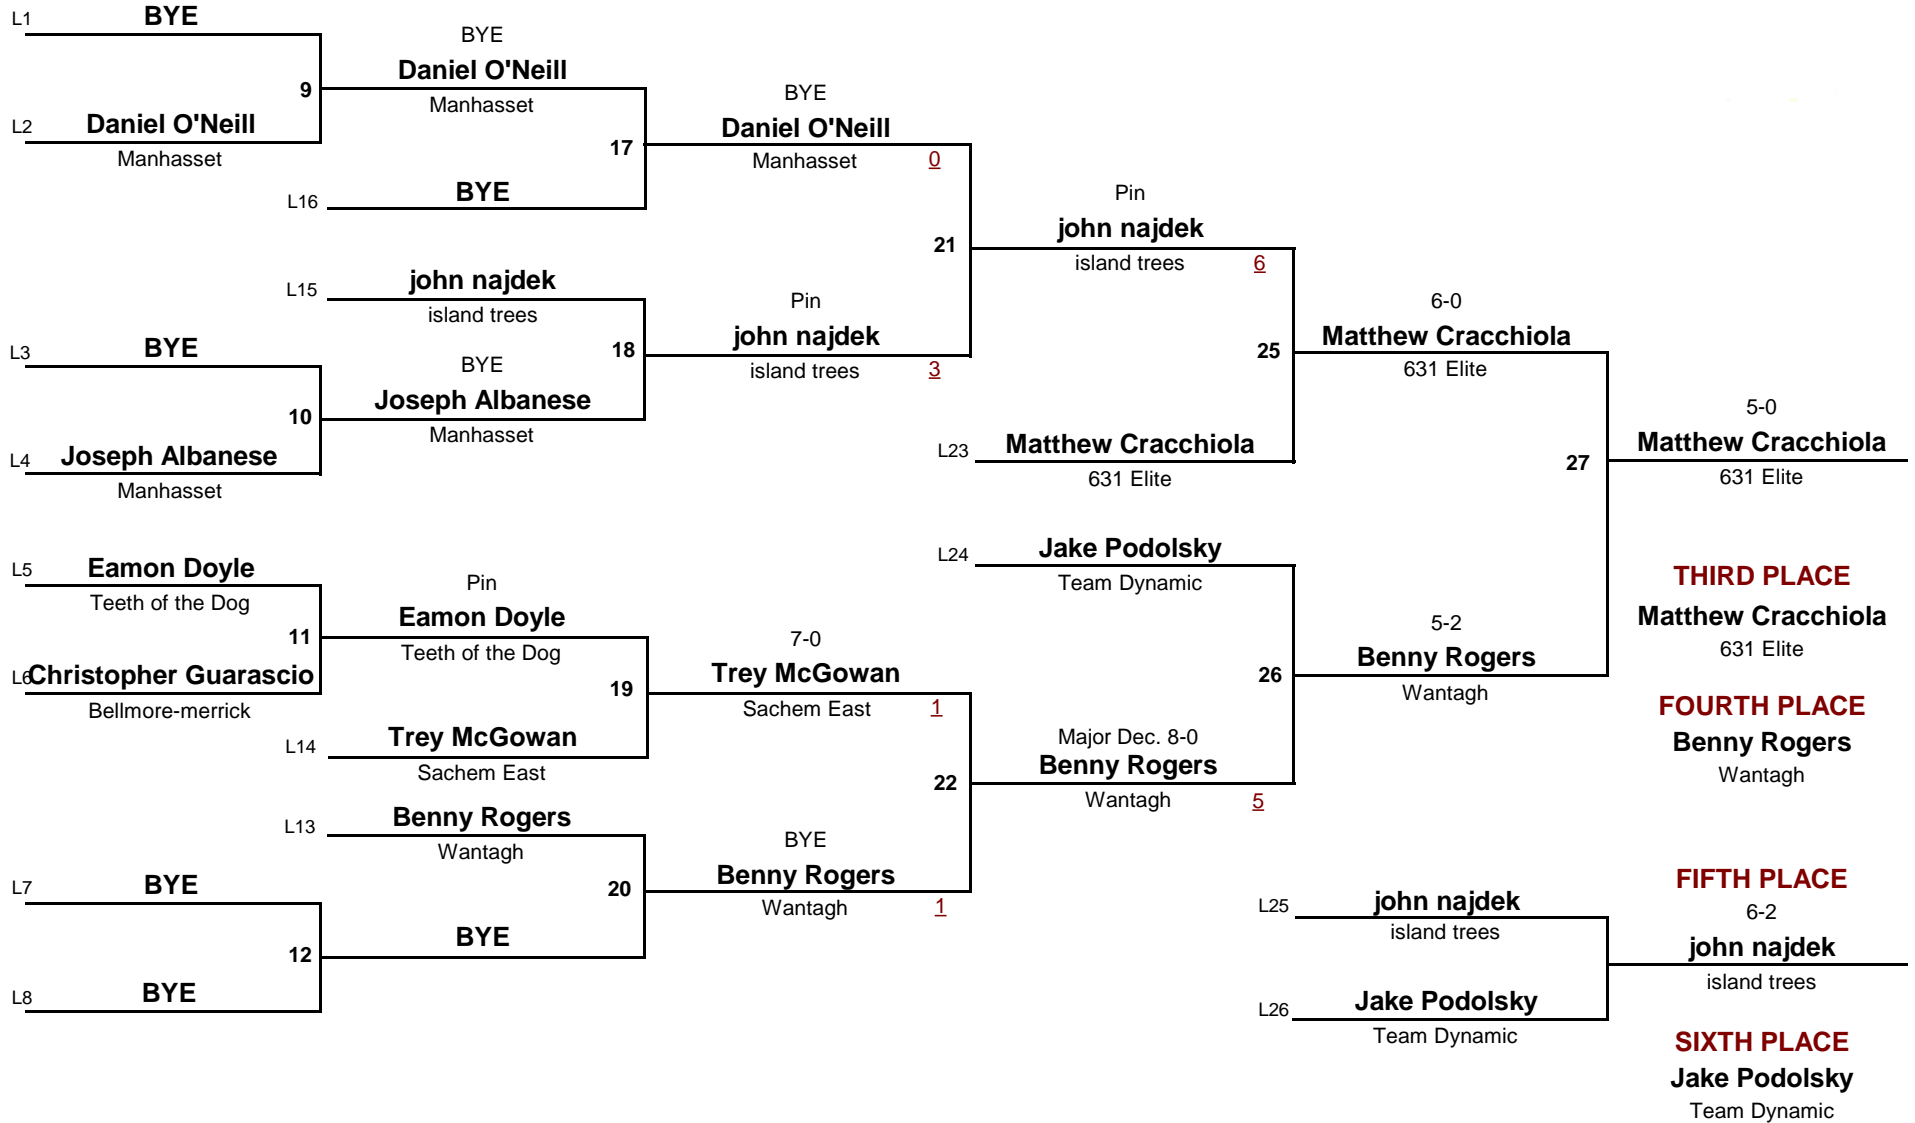 L1 BYE
9
L2 Daniel O'Neill
Manhasset
BYE
Daniel O'Neill
Manhasset
17
L16 BYE
BYE
Daniel O'Neill
Manhasset 0
21
L15 john najdek
island trees
18
L3 BYE
10
L4 Joseph Albanese
Manhasset
BYE
Joseph Albanese
Manhasset
Pin
john najdek
island trees 3
Pin
john najdek
island trees 6
25
L23 Matthew Cracchiola
631 Elite
6-0
Matthew Cracchiola
631 Elite
27
5-0
Matthew Cracchiola
631 Elite
L5 Eamon Doyle
Teeth of the Dog
11
L6 Christopher Guarascio
Bellmore-merrick
Pin
Eamon Doyle
Teeth of the Dog
19
L14 Trey McGowan
Sachem East
7-0
Trey McGowan
Sachem East 1
22
L13 Benny Rogers
Wantagh
20
L7 BYE
12
L8 BYE
BYE
BYE
Benny Rogers
Wantagh 1
L24 Jake Podolsky
Team Dynamic
26
Major Dec. 8-0
Benny Rogers
Wantagh 5
5-2
Benny Rogers
Wantagh
THIRD PLACE
Matthew Cracchiola
631 Elite
FOURTH PLACE
Benny Rogers
Wantagh
L25 john najdek
island trees
L26 Jake Podolsky
Team Dynamic
FIFTH PLACE
6-2
john najdek
island trees
SIXTH PLACE
Jake Podolsky
Team Dynamic